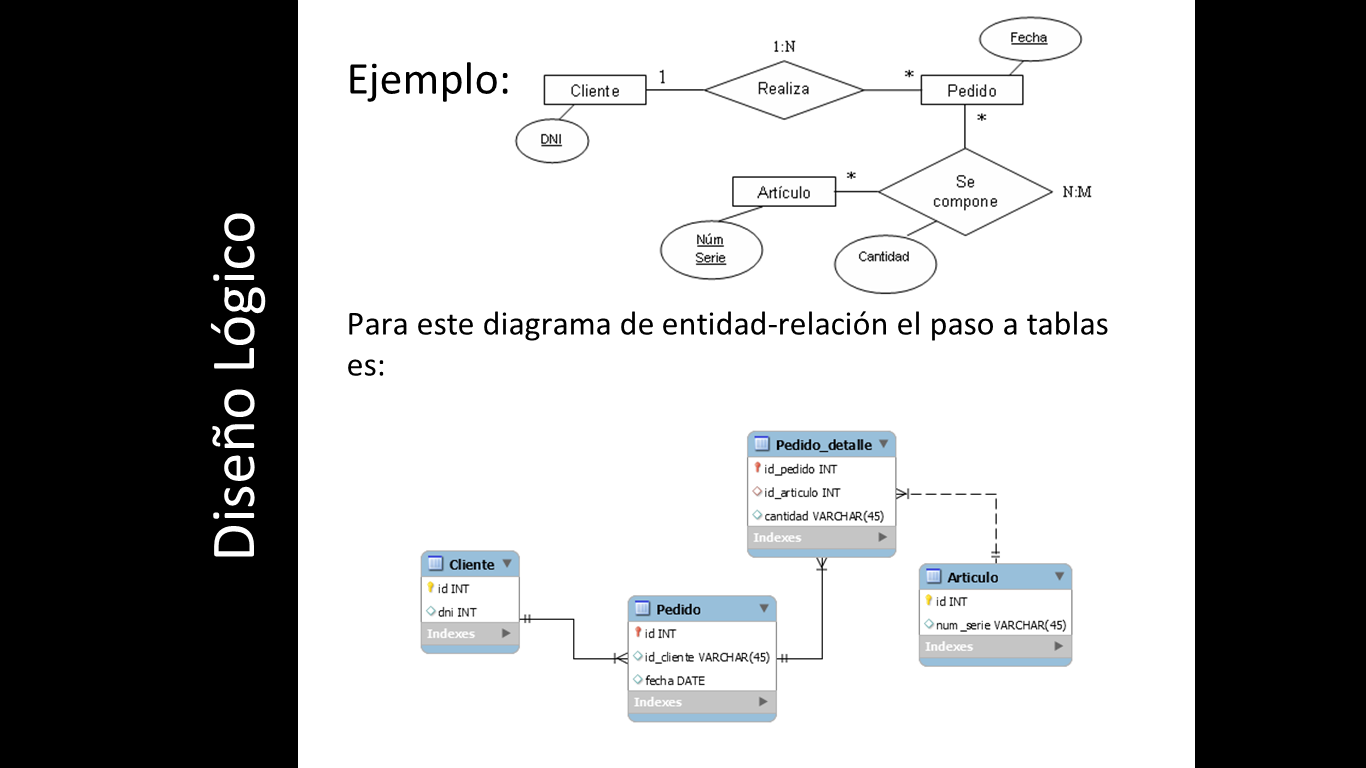 Diseño Lógico
Ejemplo:
1:N
Fecha
Cliente
1
Realiza
*
Pedido
DNI
*
Artículo
*
Se
compone
N:M
Núm
Serie
Cantidad
Para este diagrama de entidad-relación el paso a tablas
es:
Pedido_detalle
id_pedido INT
id_articulo INT
cantidad VARCHAR(45)
Indexes
Cliente
id INT
dni INT
Indexes
Pedido
id INT
id_cliente VARCHAR(45)
fecha DATE
Indexes
Articulo
id INT
num_serie VARCHAR(45)
Indexes